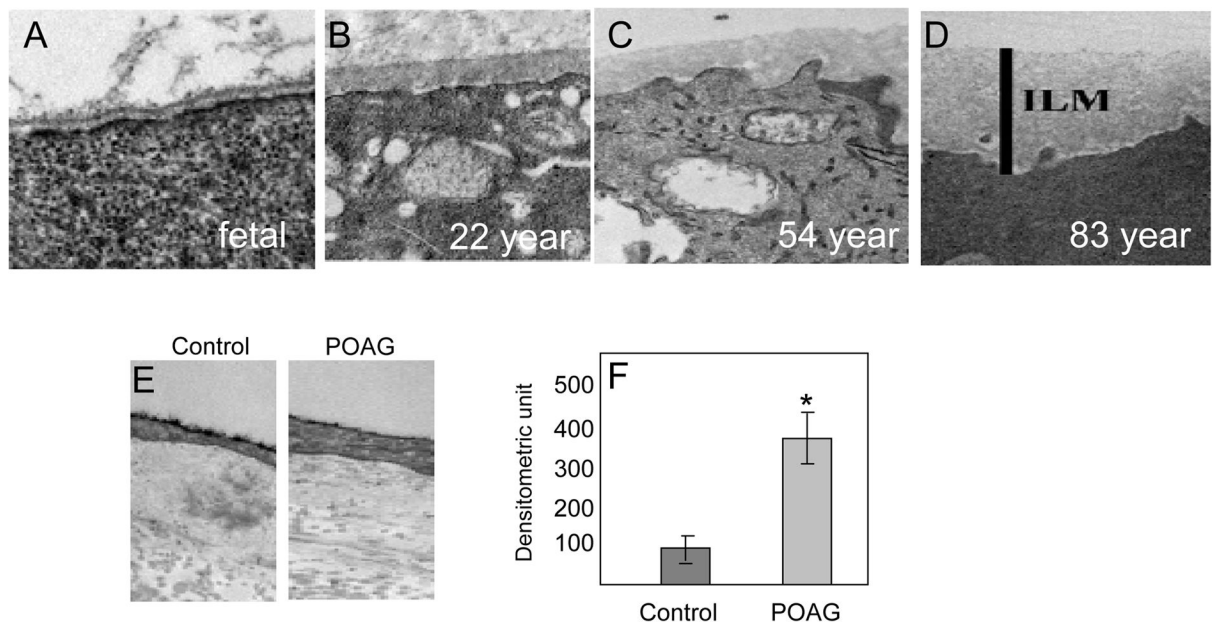 A
B
C
D
ILM
fetal
22 year
54 year
83 year
Control
POAG
E
F
Densitometric unit
500
400
300
200
100
*
Control
POAG